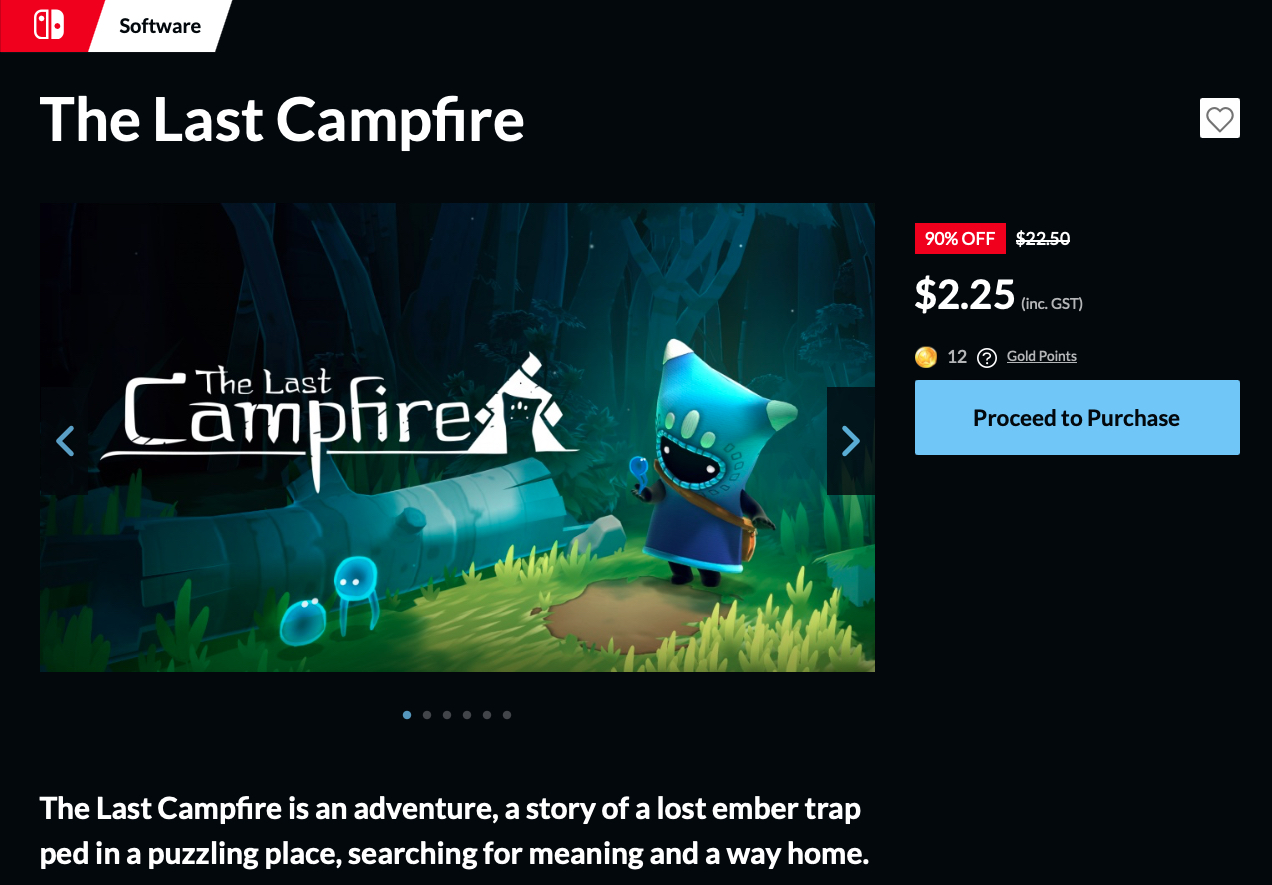 Software
The Last Campfire
The Last
Campfire
90% OFF $22.50
$2.25 (inc. GST)
12 ? Gold Points
Proceed to Purchase
The Last Campfire is an adventure, a story of a lost ember trap
ped in a puzzling place, searching for meaning and a way home.